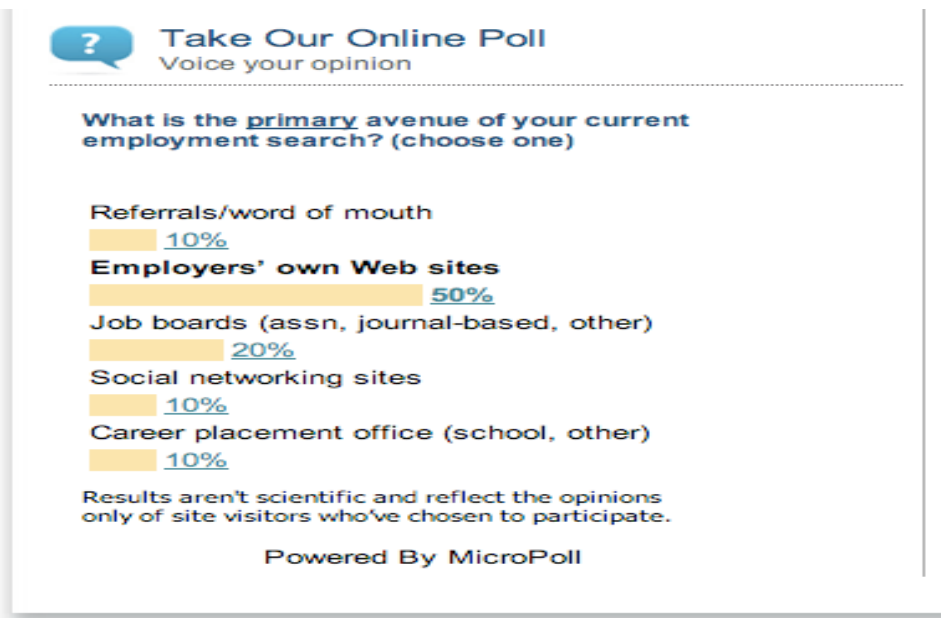 ?
Take Our Online Poll
Voice your opinion
What is the primary avenue of your current
employment search? (choose one)
Referrals/word of mouth
10%
Employers’ own Web sites
50%
Job boards (assn, journal-based, other)
20%
Social networking sites
10%
Career placement office (school, other)
10%
Results aren't scientific and reflect the opinions
only of site visitors who've chosen to participate.
Powered By MicroPoll